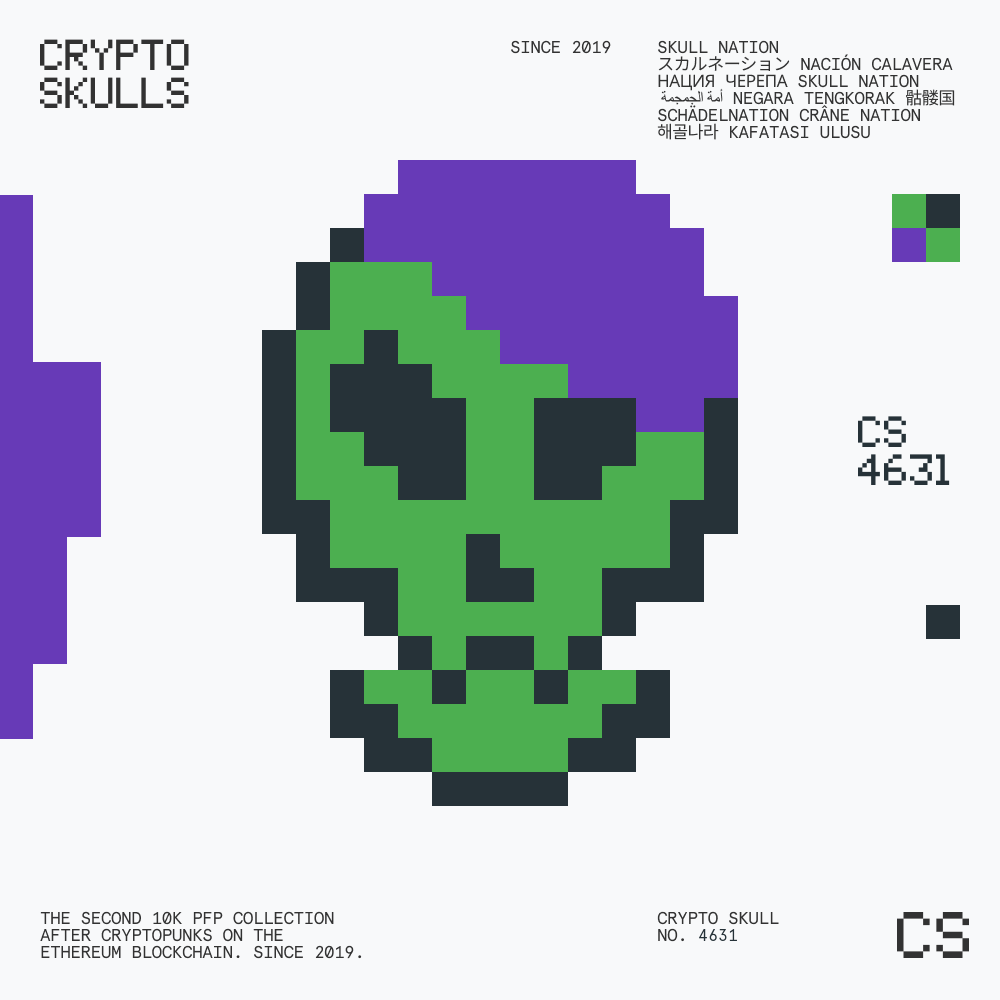 CRYPTO
SKULLS
SINCE 2019
SKULL NATION
スカルネーション NACIÓN CALAVERA
НАЦИЯ ЧЕРЕПА SKULL NATION
أمة الجمجمة NEGARA TENGKORAK 骷髅国
SCHÄDELNATION CRÂNE NATION
해골나라 KAFATASI ULUSU
CS
4631
THE SECOND 10K PFP COLLECTION
AFTER CRYPTOPUNKS ON THE
ETHEREUM BLOCKCHAIN. SINCE 2019.
CRYPTO SKULL
NO. 4631
CS